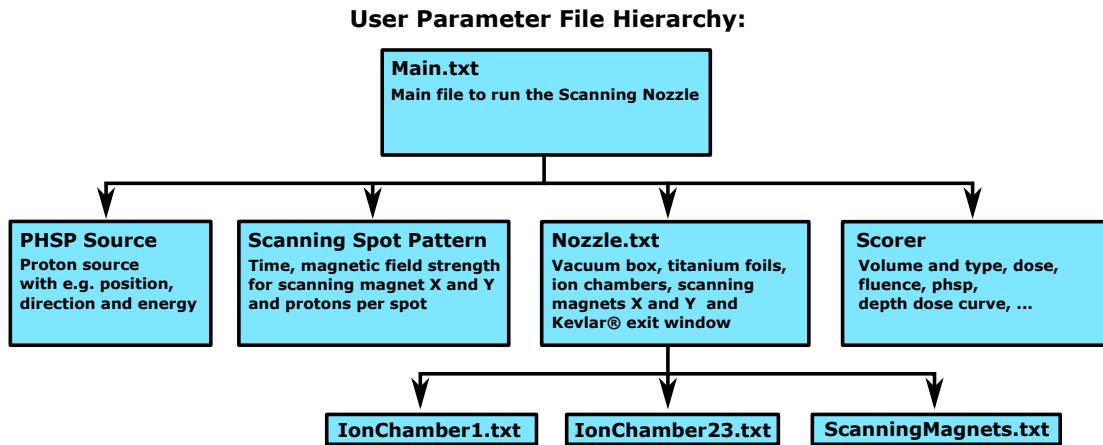 User Parameter File Hierarchy:
Main.txt
Main file to run the Scanning Nozzle
PHSP Source
Proton source
with e.g. position,
direction and energy
Scanning Spot Pattern
Time, magnetic field strength
for scanning magnet X and Y
and protons per spot
Nozzle.txt
Vacuum box, titanium foils,
ion chambers, scanning
magnets X and Y and
Kevlar® exit window
Scorer
Volume and type, dose,
fluence, phsp,
depth dose curve, ...
IonChamber1.txt
IonChamber23.txt
ScanningMagnets.txt